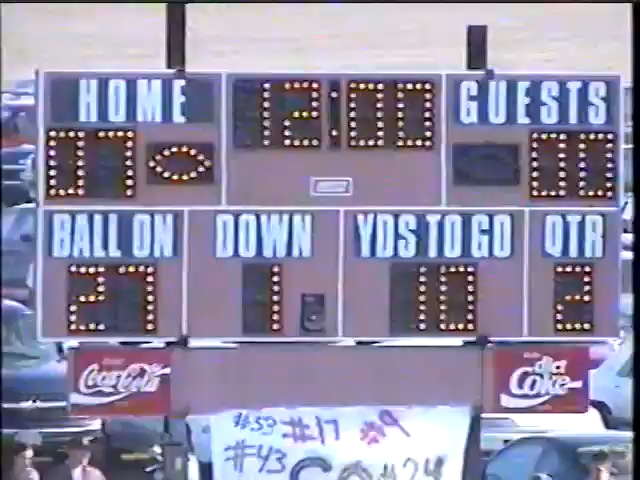 HOME 12:00 GUESTS
07 00
BALL ON DOWN YDS TO GO QTR
27 1 10 2
Coca-Cola diet Coke
#53 #17 #9
#43 GO #24